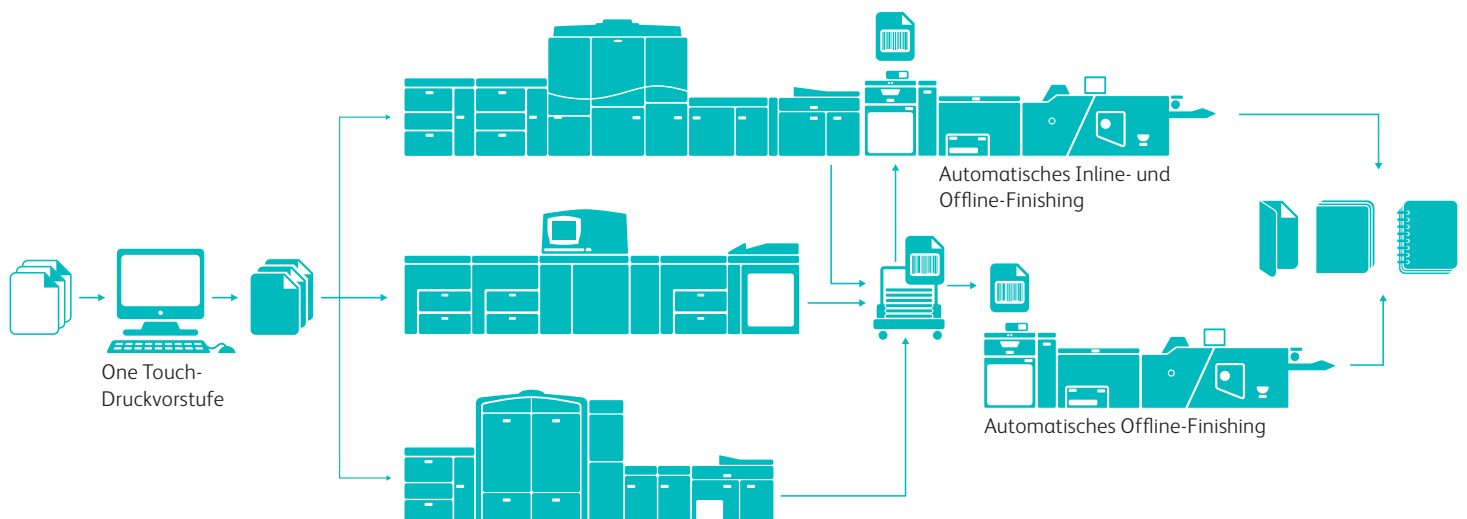 Automatisches Inline- und
Offline-Finishing
One Touch-
Druckvorstufe
Automatisches Offline-Finishing